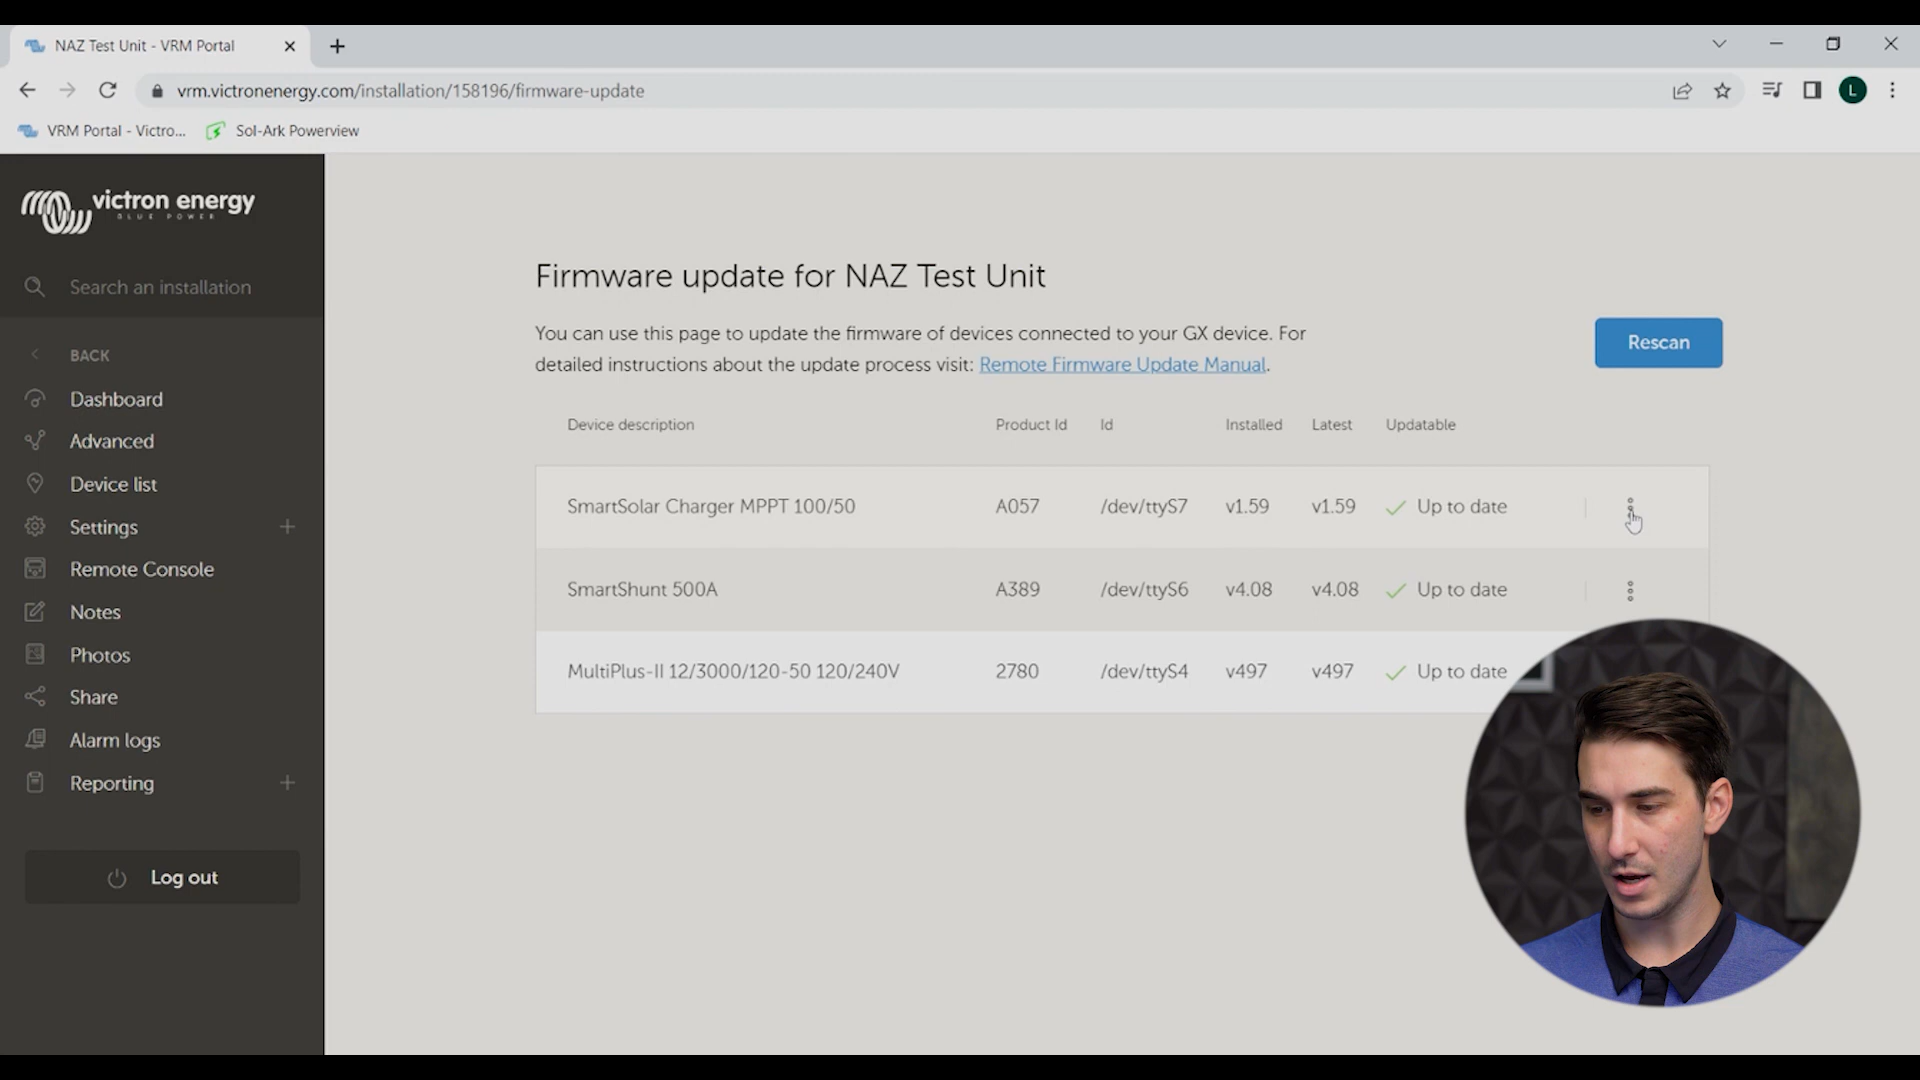 NAZ Test Unit - VRM Portal
vrm.victronenergy.com/installation/158196/firmware-update
L
VRM Portal - Victro...
Sol-Ark Powerview
victron energy
BLUE POWER
Search an installation
BACK
Dashboard
Advanced
Device list
Settings
Remote Console
Notes
Photos
Share
Alarm logs
Reporting
Log out
Firmware update for NAZ Test Unit
You can use this page to update the firmware of devices connected to your GX device. For
detailed instructions about the update process visit: Remote Firmware Update Manual.
Rescan
Device description Product Id Id Installed Latest Updatable
SmartSolar Charger MPPT 100/50 A057 /dev/ttyS7 v1.59 v1.59 Up to date
SmartShunt 500A A389 /dev/ttyS6 v4.08 v4.08 Up to date
MultiPlus-II 12/3000/120-50 120/240V 2780 /dev/ttyS4 v497 v497 Up to date